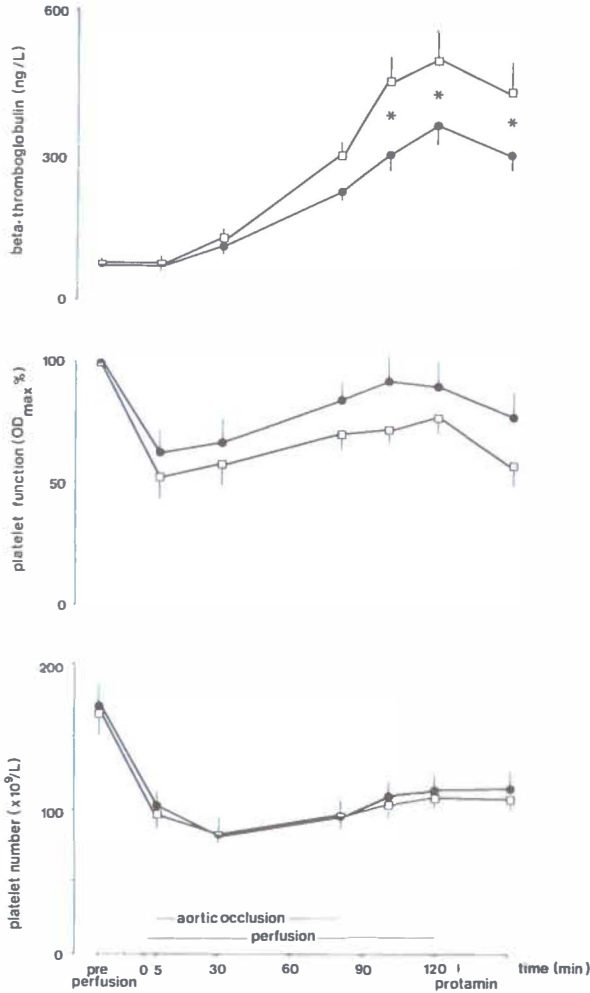 600
300
0
beta-thromboglobulin (ng/L)
*
*
*
100
50
0
platelet function (OD max %)
200
100
0
platelet number (x10⁹/L)
aortic occlusion
perfusion
pre perfusion
0 5 30 60 90 120 time (min)
protamin